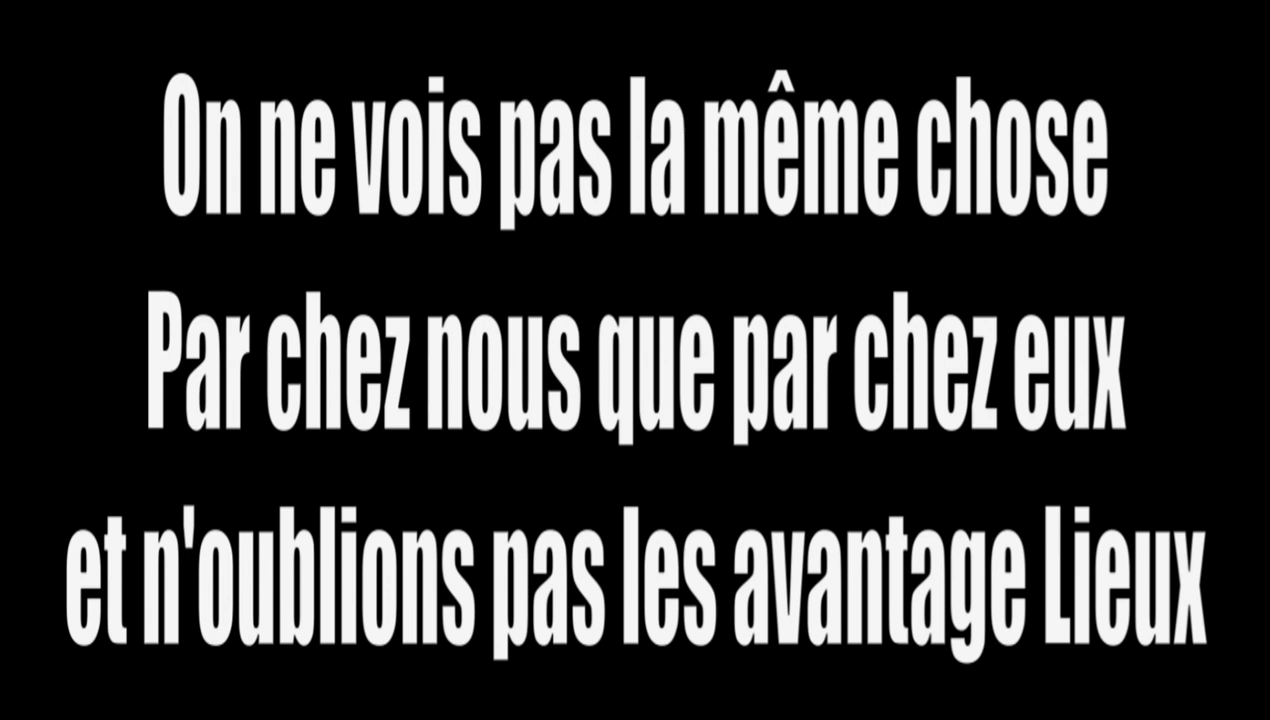 On ne vois pas la même chose
Par chez nous que par chez eux
et n'oublions pas les avantage Lieux